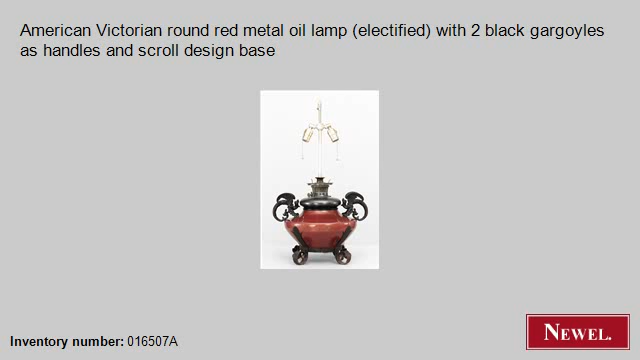 American Victorian round red metal oil lamp (electified) with 2 black gargoyles
as handles and scroll design base
Inventory number: 016507A
NEWEL.